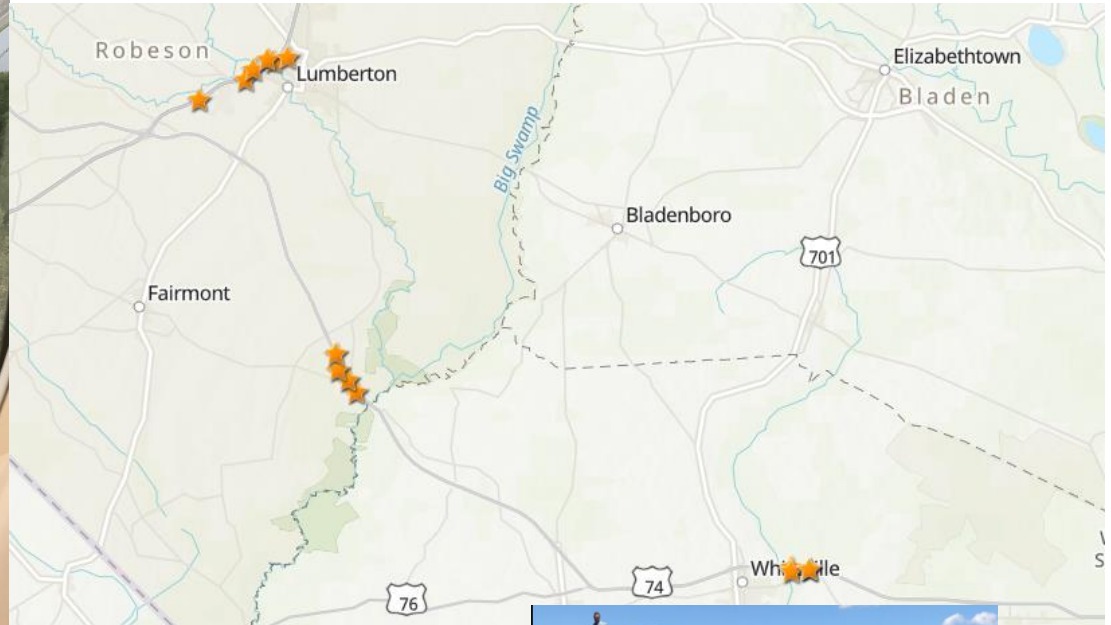 Robeson
Lumberton
Elizabethtown
Bladen
Big Swamp
Bladenboro
701
Fairmont
74
76